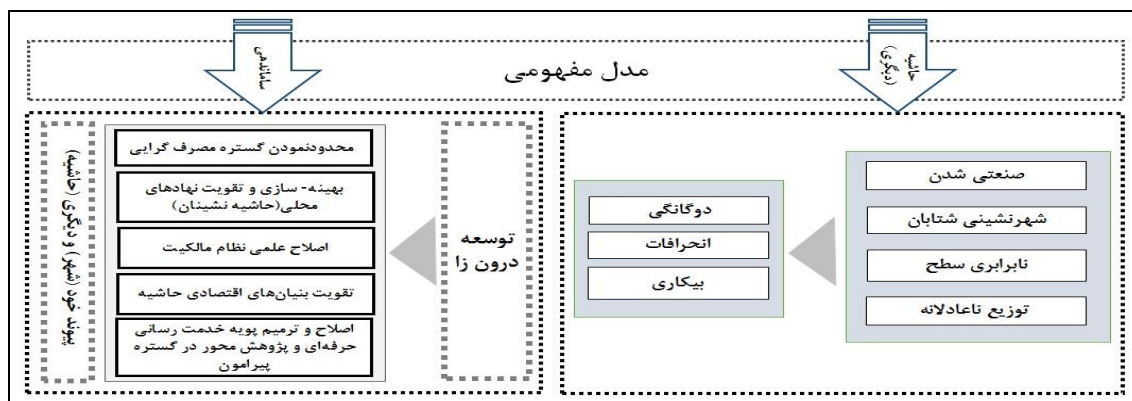 مدل مفهومی
حاشیه
(دیگری)
صنعتی شدن
شهرنشینی شتابان
نابرابری سطح
توزیع ناعادلانه
دوگانگی
انحرافات
بیکاری
ساماندهی
توسعه
درون زا
محدودنمودن گستره مصرف گرایی
بهینه- سازی و تقویت نهادهای
محلی(حاشیه نشینان)
اصلاح علمی نظام مالکیت
تقویت بنیان‌های اقتصادی حاشیه
اصلاح و ترمیم پویه خدمت رسانی
حرفه‌ای و پژوهش محور در گستره
پیرامون
پیوند خود (شهر) و دیگری (حاشیه)